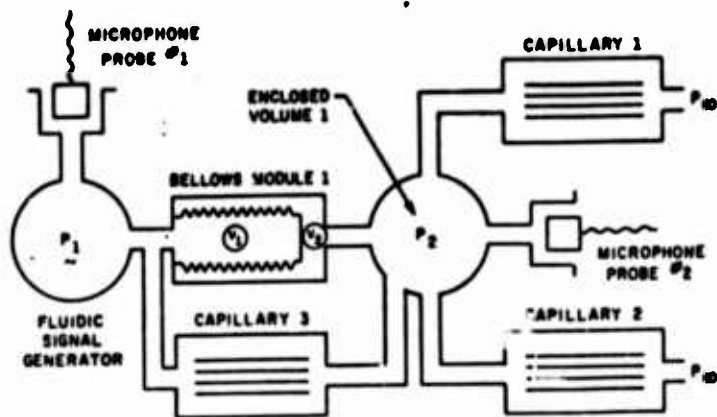 MICROPHONE
PROBE #1
CAPILLARY 1
ENCLOSED
VOLUME 1
BELLOWS MODULE 1
P1
~
V1
V2
P2
MICROPHONE
PROBE #2
FLUIDIC
SIGNAL
GENERATOR
CAPILLARY 3
CAPILLARY 2